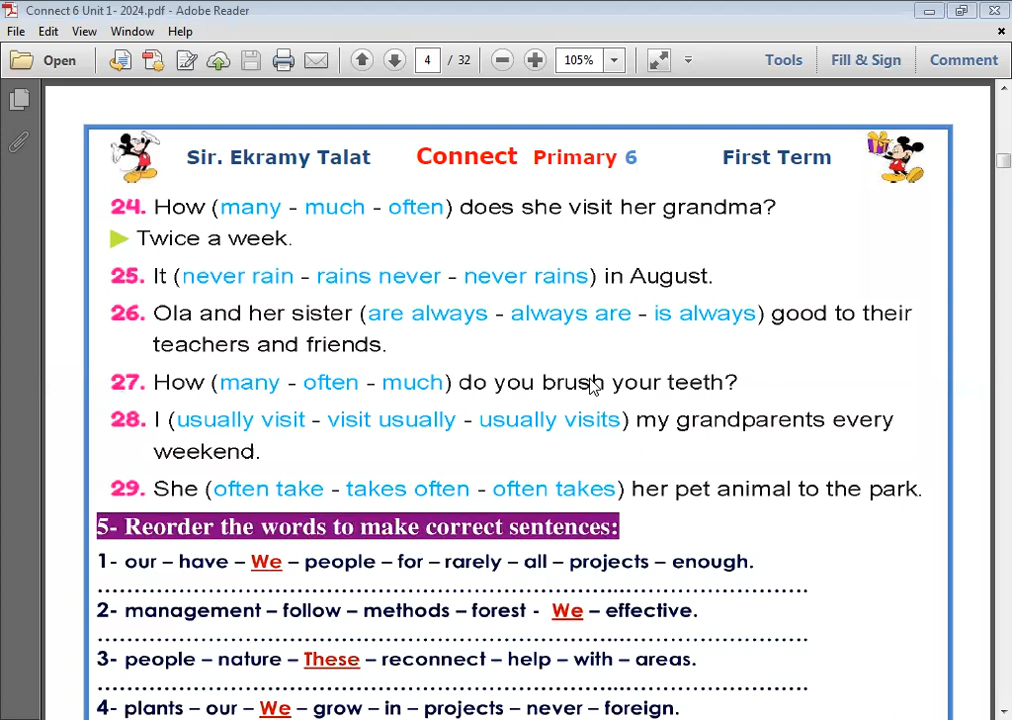 Connect 6 Unit 1- 2024.pdf - Adobe Reader
File Edit View Window Help
Open 4 / 32 105% Tools Fill & Sign Comment
Sir. Ekramy Talat Connect Primary 6 First Term
24. How (many - much - often) does she visit her grandma?
Twice a week.
25. It (never rain - rains never - never rains) in August.
26. Ola and her sister (are always - always are - is always) good to their
teachers and friends.
27. How (many - often - much) do you brush your teeth?
28. I (usually visit - visit usually - usually visits) my grandparents every
weekend.
29. She (often take - takes often - often takes) her pet animal to the park.
5- Reorder the words to make correct sentences:
1- our – have – We – people – for – rarely – all – projects – enough.
2- management – follow – methods – forest - We – effective.
3- people – nature – These – reconnect – help – with – areas.
4- plants – our – We – grow – in – projects – never – foreign.